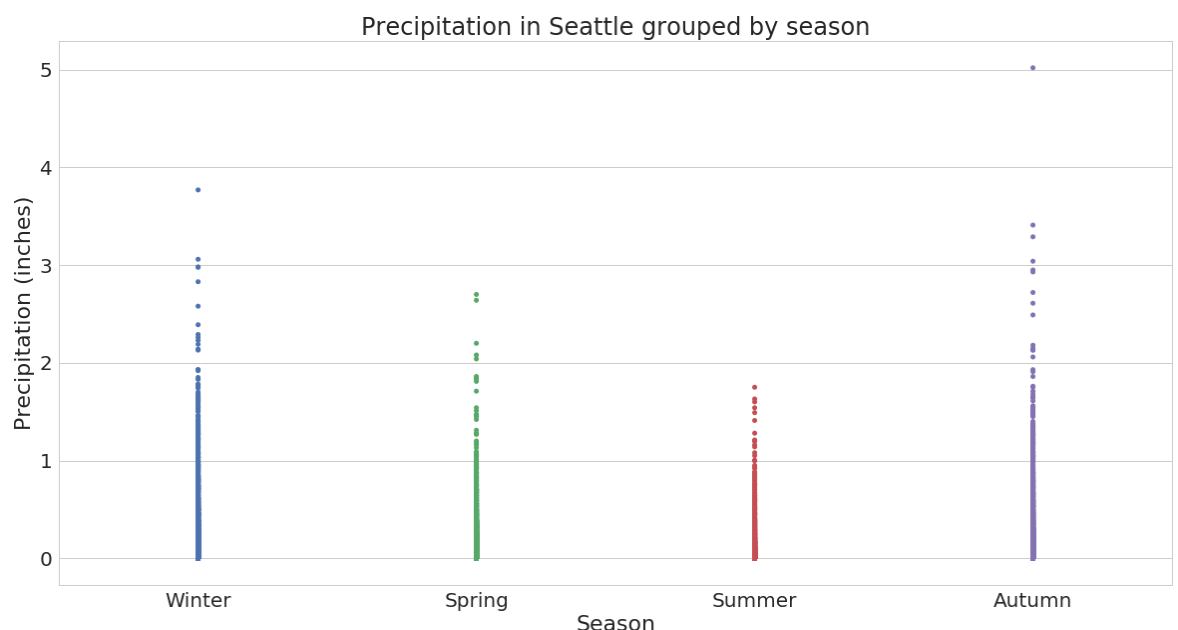 Precipitation in Seattle grouped by season
Precipitation (inches)
5
4
3
2
1
0
Winter Spring Summer Autumn
Season